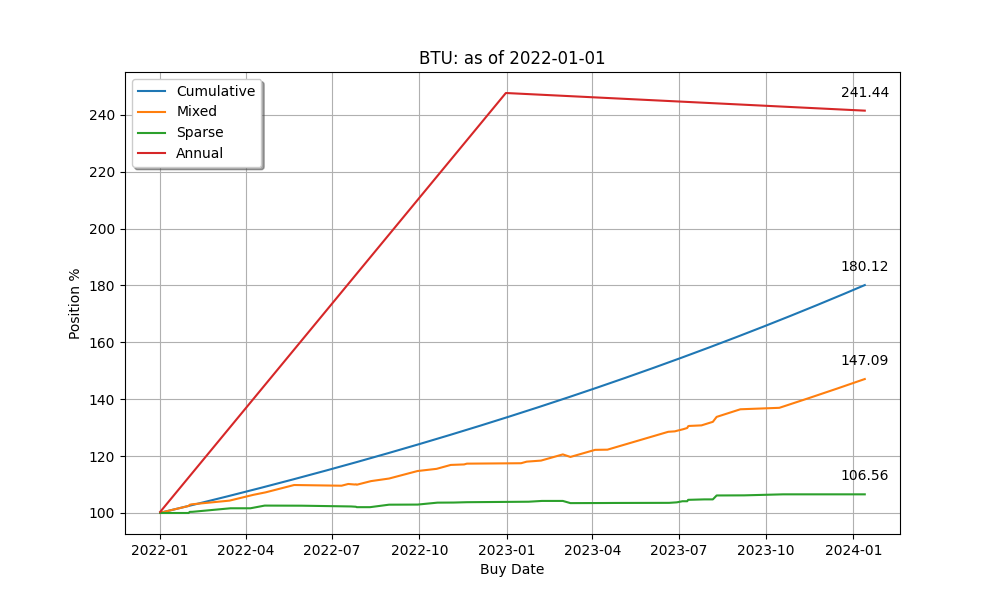 BTU: as of 2022-01-01
Cumulative
Mixed
Sparse
Annual
241.44
180.12
147.09
106.56
240
220
200
180
160
140
120
100
Position %
2022-01 2022-04 2022-07 2022-10 2023-01 2023-04 2023-07 2023-10 2024-01
Buy Date